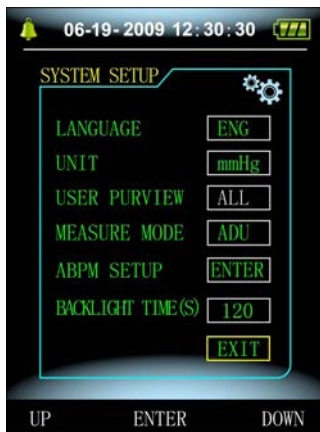 06-19-2009 12:30:30
SYSTEM SETUP
LANGUAGE ENG
UNIT mmHg
USER PURVIEW ALL
MEASURE MODE ADU
ABPM SETUP ENTER
BACKLIGHT TIME(S) 120
EXIT
UP ENTER DOWN